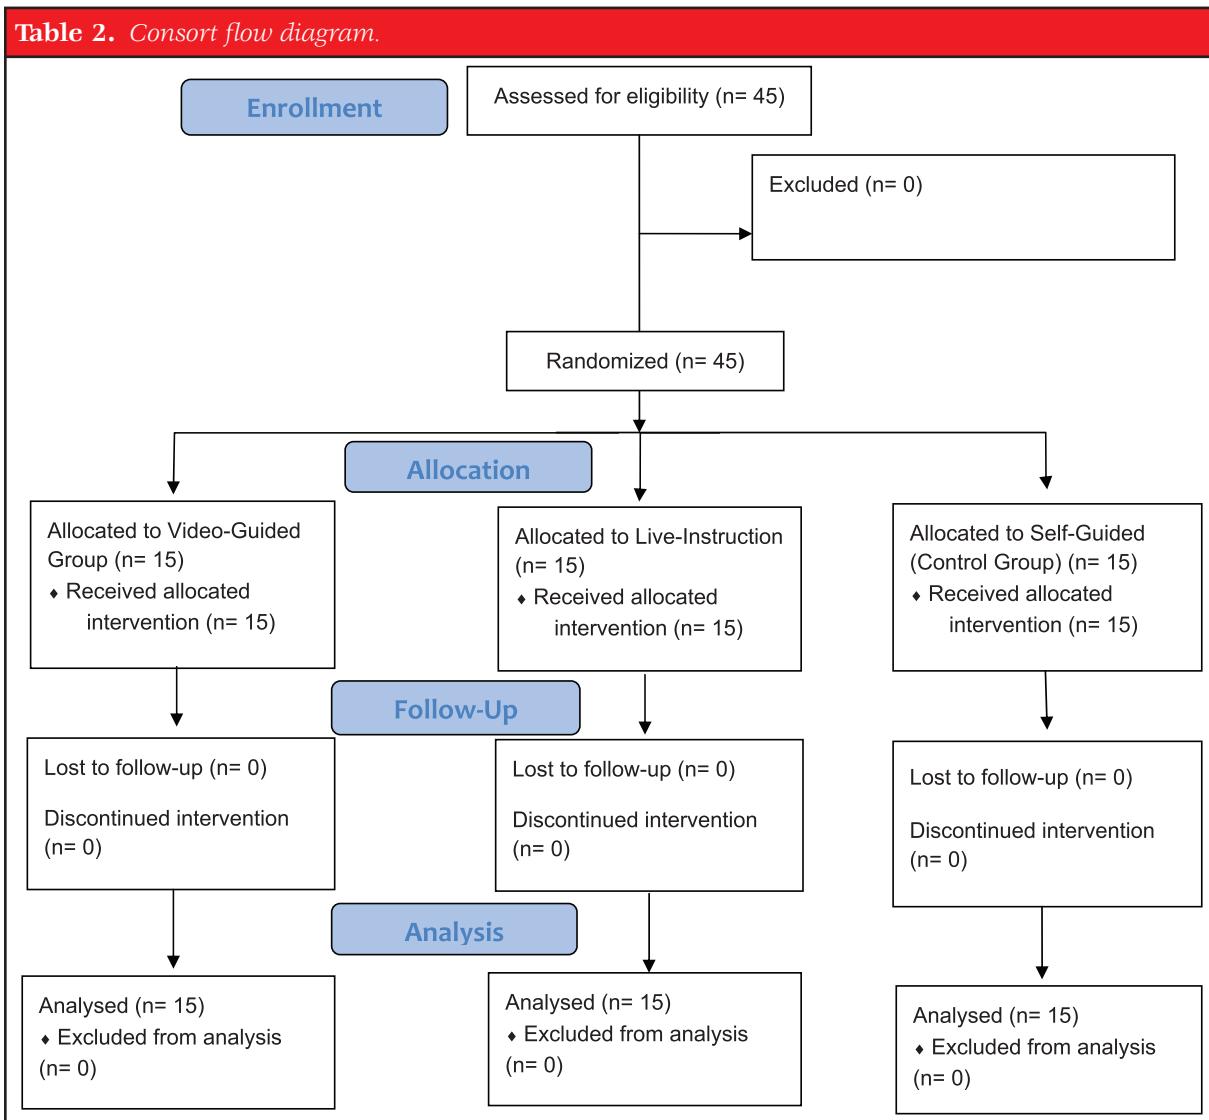 Table 2. Consort flow diagram.
Enrollment
Assessed for eligibility (n= 45)
Excluded (n= 0)
Randomized (n= 45)
Allocation
Allocated to Video-Guided
Group (n= 15)
♦ Received allocated
intervention (n= 15)
Allocated to Live-Instruction
(n= 15)
♦ Received allocated
intervention (n= 15)
Allocated to Self-Guided
(Control Group) (n= 15)
♦ Received allocated
intervention (n= 15)
Follow-Up
Lost to follow-up (n= 0)
Discontinued intervention
(n= 0)
Lost to follow-up (n= 0)
Discontinued intervention
(n= 0)
Lost to follow-up (n= 0)
Discontinued intervention
(n= 0)
Analysis
Analysed (n= 15)
♦ Excluded from analysis
(n= 0)
Analysed (n= 15)
♦ Excluded from analysis
(n= 0)
Analysed (n= 15)
♦ Excluded from analysis
(n= 0)